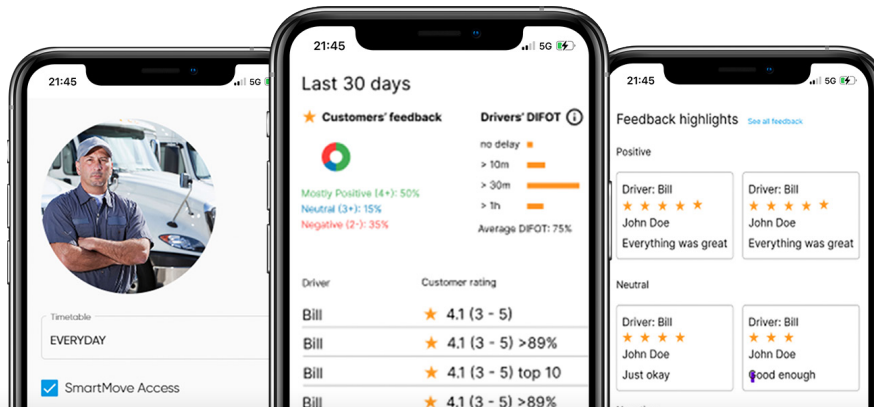 21:45
5G
Timetable
EVERYDAY
SmartMove Access
21:45
5G
Last 30 days
Customers' feedback
Mostly Positive (4+): 50%
Neutral (3+): 15%
Negative (2-): 35%
Drivers' DIFOT
no delay
> 10m
> 30m
> 1h
Average DIFOT: 75%
Driver Customer rating
Bill 4.1 (3 - 5)
Bill 4.1 (3 - 5) >89%
Bill 4.1 (3 - 5) top 10
Bill 4.1 (3 - 5) >89%
21:45
5G
Feedback highlights See all feedback
Positive
Driver: Bill
John Doe
Everything was great
Driver: Bill
John Doe
Everything was great
Neutral
Driver: Bill
John Doe
Just okay
Driver: Bill
John Doe
Good enough